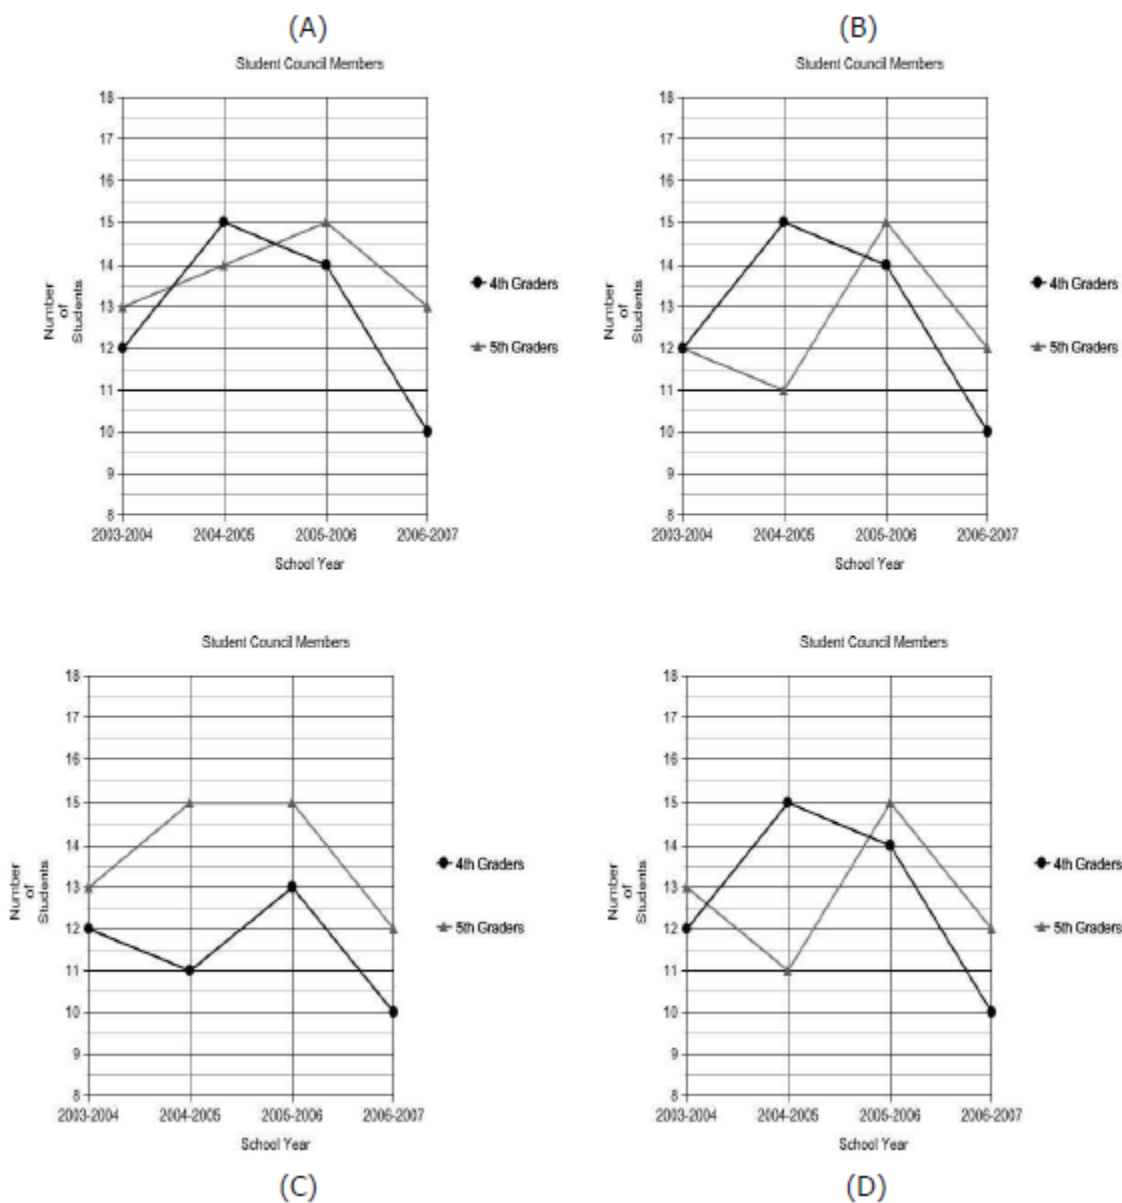 (A)
Student Council Members
18
17
16
15
14
13
12
11
10
9
8
Number
of
Students
2003-2004 2004-2005 2005-2006 2006-2007
School Year
4th Graders
5th Graders
(B)
Student Council Members
18
17
16
15
14
13
12
11
10
9
8
Number
of
Students
2003-2004 2004-2005 2005-2006 2006-2007
School Year
4th Graders
5th Graders
Student Council Members
18
17
16
15
14
13
12
11
10
9
8
Number
of
Students
2003-2004 2004-2005 2005-2006 2006-2007
School Year
4th Graders
5th Graders
(C)
Student Council Members
18
17
16
15
14
13
12
11
10
9
8
Number
of
Students
2003-2004 2004-2005 2005-2006 2006-2007
School Year
4th Graders
5th Graders
(D)